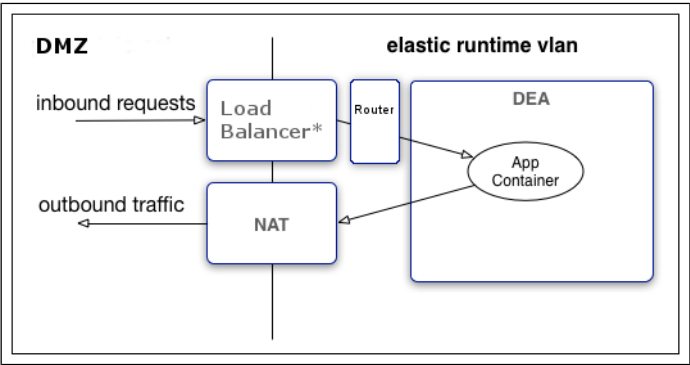 DMZ
elastic runtime vlan
inbound requests
Load
Balancer*
Router
DEA
App
Container
outbound traffic
NAT